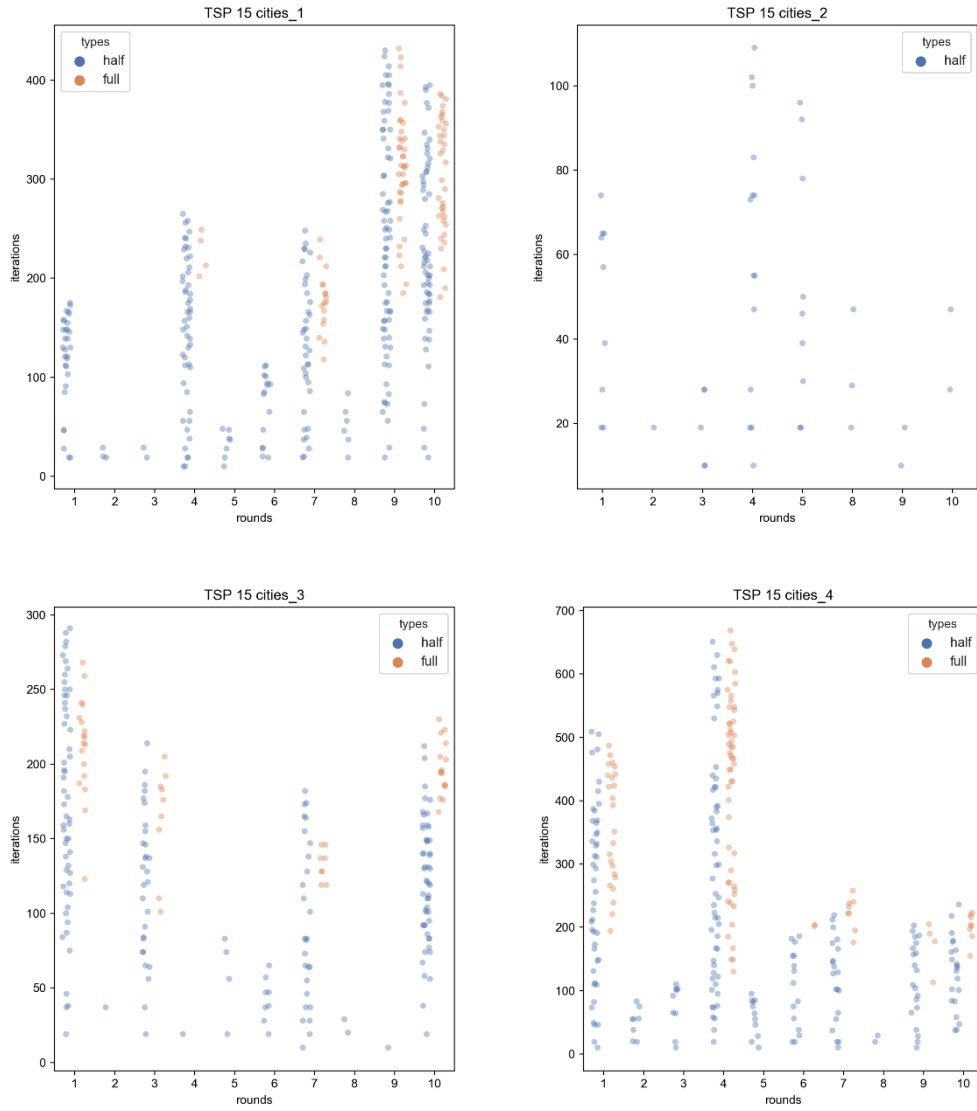 TSP 15 cities_1
types
half
full
400
300
200
100
0
iterations
1 2 3 4 5 6 7 8 9 10
rounds
TSP 15 cities_2
types
half
100
80
60
40
20
iterations
1 2 3 4 5 8 9 10
rounds
TSP 15 cities_3
types
half
full
300
250
200
150
100
50
0
iterations
1 2 3 4 5 6 7 8 9 10
rounds
TSP 15 cities_4
types
half
full
700
600
500
400
300
200
100
0
iterations
1 2 3 4 5 6 7 8 9 10
rounds